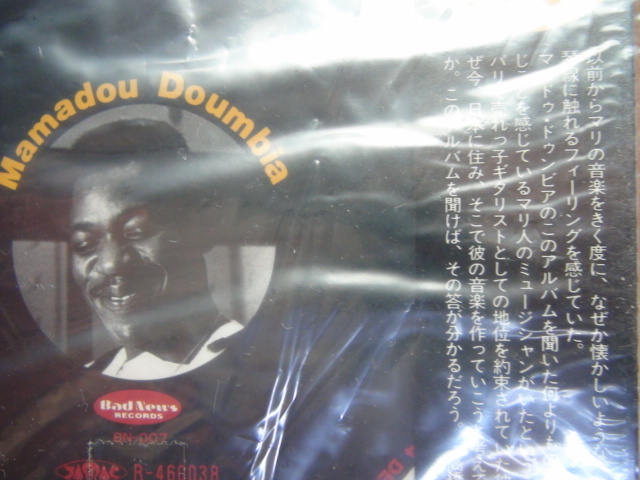 Mamadou Doumbia
Bad News
RECORDS
BN-007
JASRAC R-466038
以前からマリの音楽をきく度に、なぜか懐かしいような
琴線に触れるフィーリングを感じていた。
マ ドゥ・ドゥンビアのこのアルバムを聞いた何よりも
じことを感じているマリ人のミュージシャンがいたと
パリ 売れっ子ギタリストとしての地位を約束されて た
ぜ今、日本に住み、そこで彼の音楽を作っていこう 考え
か。このアルバムを聞けば、その答が分かるだろう。